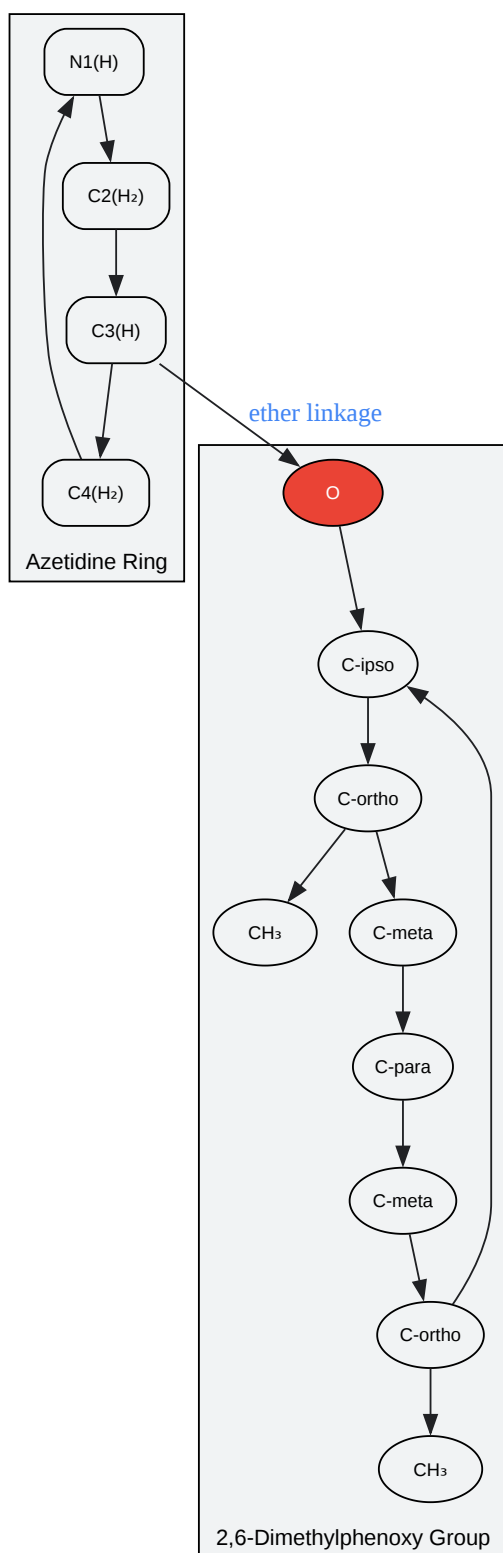 N1(H)
C2(H₂)
C3(H)
ether linkage
C4(H₂)
O
Azetidine Ring
C-ipso
C-ortho
CH₃
C-meta
C-para
C-meta
C-ortho
CH₃
2,6-Dimethylphenoxy Group